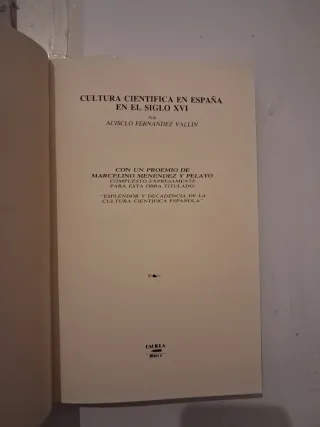 CULTURA CIENTIFICA EN ESPAÑA
EN EL SIGLO XVI
POR
ACISCLO FERNANDEZ VALLIN
CON UN PROEMIO DE
MARCELINO MENENDEZ Y PELAYO
COMPUESTO EXPRESAMENTE
PARA ESTA OBRA TITULADO
"ESPLENDOR Y DECADENCIA DE LA
CULTURA CIENTIFICA ESPAÑOLA"